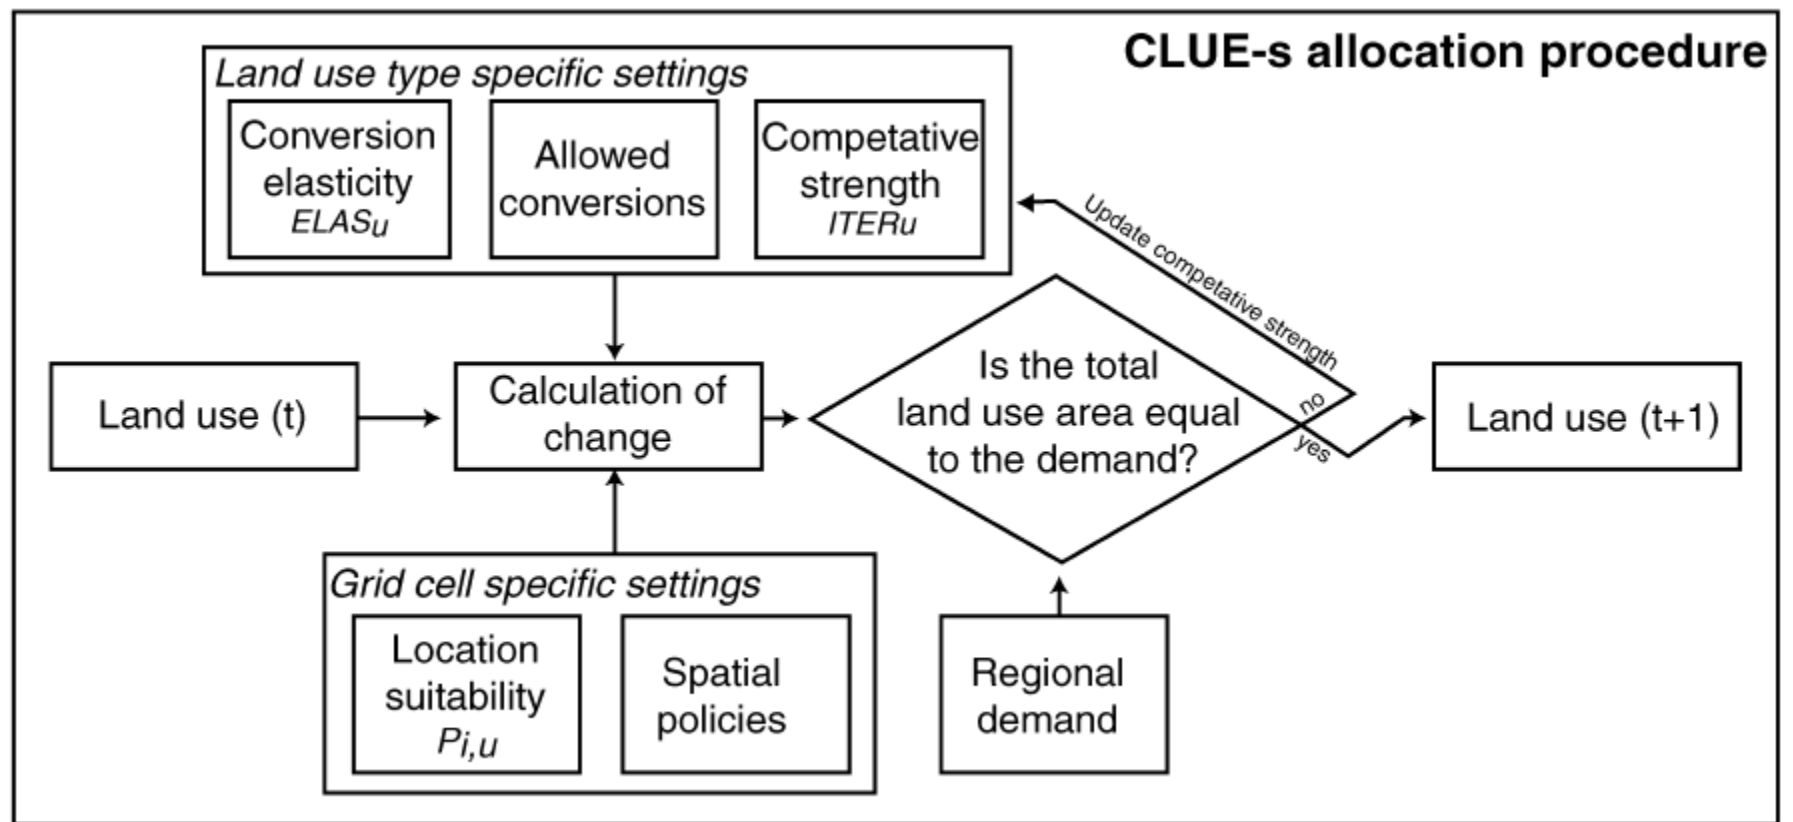 CLUE-s allocation procedure
Land use type specific settings
Conversion
elasticity
ELASu
Allowed
conversions
Competative
strength
ITERu
Update competative strength
Land use (t)
Calculation of
change
Is the total
land use area equal
to the demand?
no
yes
Land use (t+1)
Grid cell specific settings
Location
suitability
Pi,u
Spatial
policies
Regional
demand